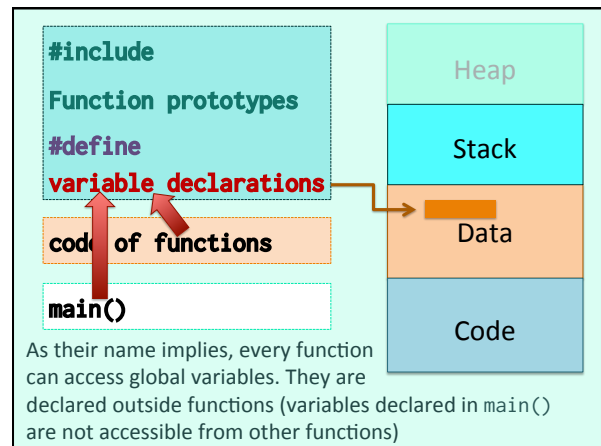 #include
Function prototypes
#define
variable declarations
code of functions
main()
Heap
Stack
Data
Code
As their name implies, every function
can access global variables. They are
declared outside functions (variables declared in main()
are not accessible from other functions)